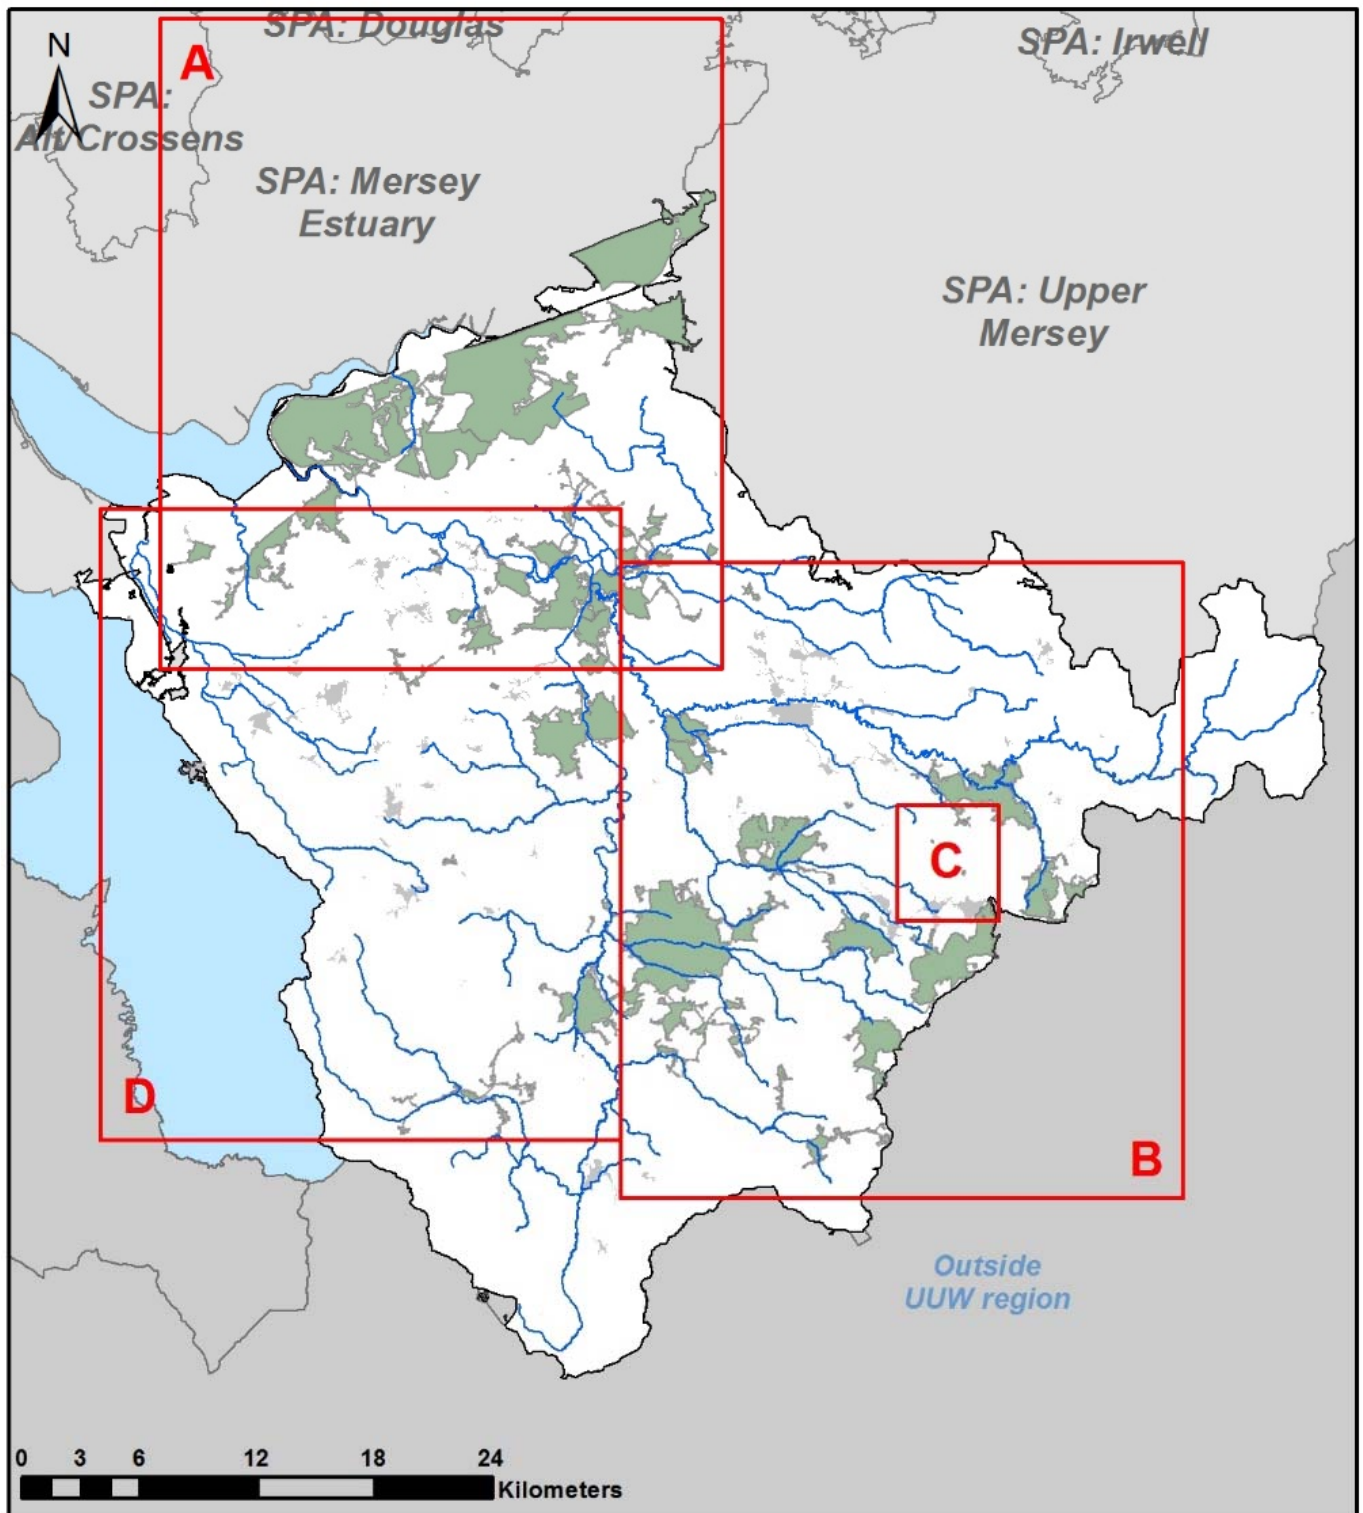 SPA: Douglas
SPA: Irwell
A
N
SPA:
Alt/Crossens
SPA: Mersey
Estuary
SPA: Upper
Mersey
C
D
B
Outside
UUW region
0 3 6 12 18 24
Kilometers